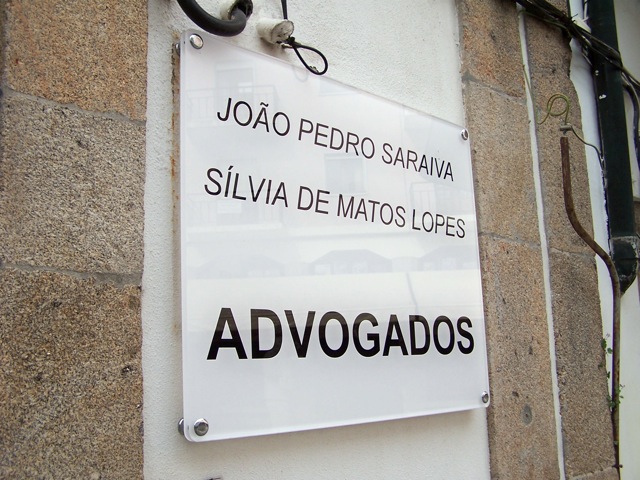 JOÃO PEDRO SARAIVA
SÍLVIA DE MATOS LOPES
ADVOGADOS